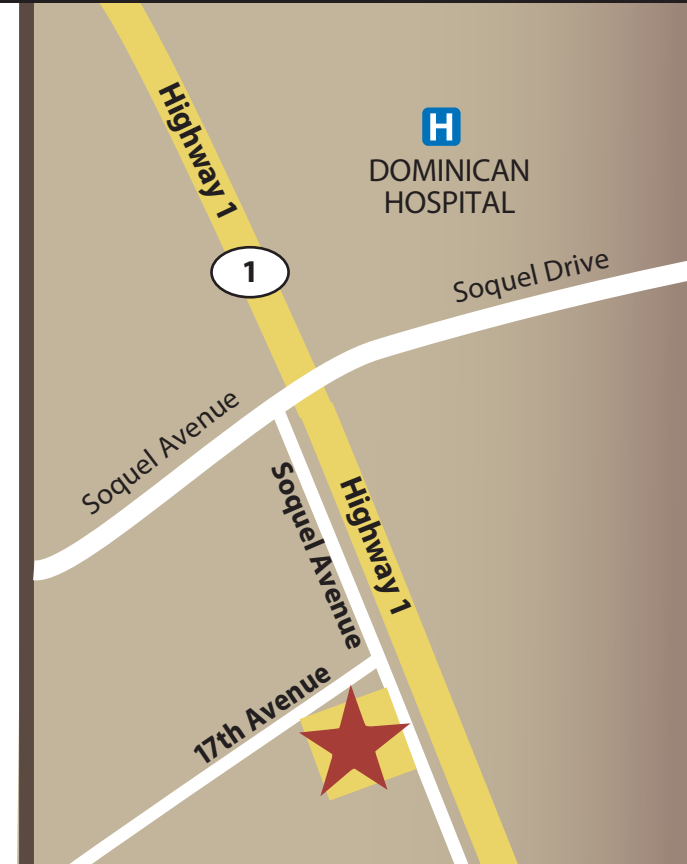 Highway 1
H
DOMINICAN
HOSPITAL
1
Soquel Drive
Soquel Avenue
Soquel Avenue
Highway 1
17th Avenue